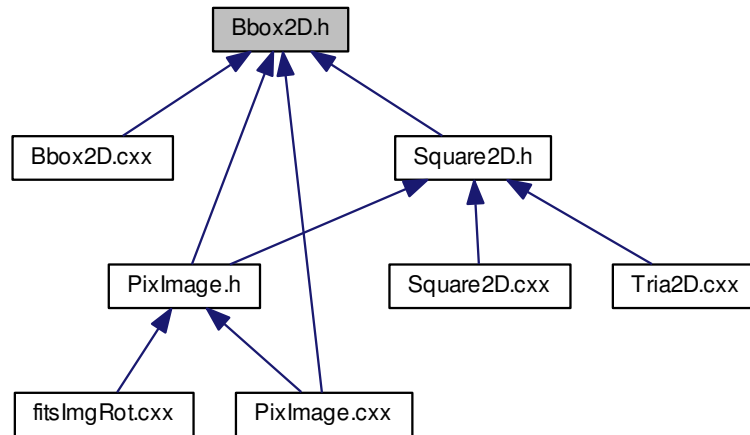 Bbox2D.h
Bbox2D.cxx
Square2D.h
PixImage.h
Square2D.cxx
Tria2D.cxx
fitsImgRot.cxx
PixImage.cxx